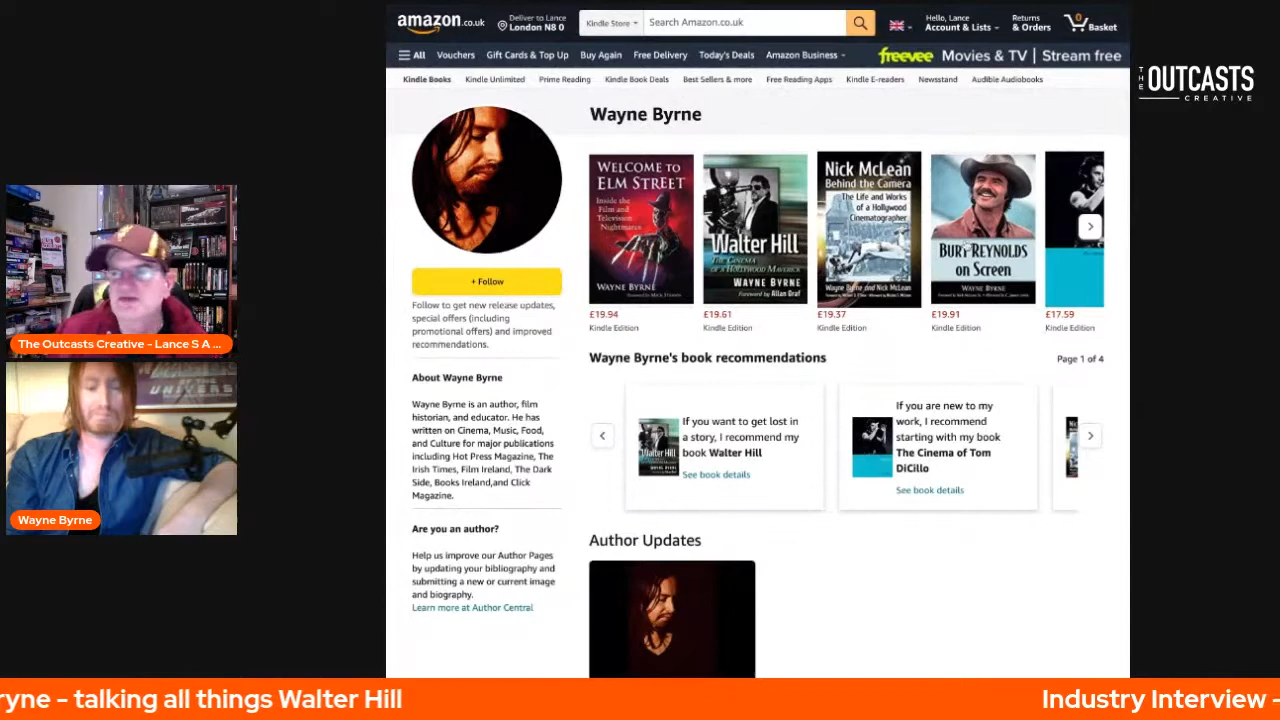 amazon.co.uk
Deliver to Lance
London N8 0
Kindle Store
Search Amazon.co.uk
Hello, Lance
Account & Lists
Returns
& Orders
0
Basket
All
Vouchers
Gift Cards & Top Up
Buy Again
Free Delivery
Today's Deals
Amazon Business
freevee
Movies & TV | Stream free
Kindle Books
Kindle Unlimited
Prime Reading
Kindle Book Deals
Best Sellers & more
Free Reading Apps
Kindle E-readers
Newsstand
Audible Audiobooks
THE OUTCASTS
CREATIVE
Wayne Byrne
WELCOME TO
ELM STREET
Inside the
Film and
Television
Nightmares
WAYNE BYRNE
Walter Hill
THE CINEMA
OF A HOLLYWOOD MAVERICK
WAYNE BYRNE
Foreword by Allan Graf
Nick McLean
Behind the Camera
The Life and Works
of a Hollywood
Cinematographer
Wayne Byrne and Nick McLean
BURT REYNOLDS
on Screen
WAYNE BYRNE
£19.94
Kindle Edition
£19.61
Kindle Edition
£19.37
Kindle Edition
£19.91
Kindle Edition
£17.59
Kindle Edition
+ Follow
Follow to get new release updates,
special offers (including
promotional offers) and improved
recommendations.
About Wayne Byrne
Wayne Byrne is an author, film
historian, and educator. He has
written on Cinema, Music, Food,
and Culture for major publications
including Hot Press Magazine, The
Irish Times, Film Ireland, The Dark
Side, Books Ireland,and Click
Magazine.
Are you an author?
Help us improve our Author Pages
by updating your bibliography and
submitting a new or current image
and biography.
Learn more at Author Central
Wayne Byrne's book recommendations
Page 1 of 4
Walter Hill
If you want to get lost in
a story, I recommend my
book Walter Hill
See book details
If you are new to my
work, I recommend
starting with my book
The Cinema of Tom
DiCillo
See book details
Author Updates
The Outcasts Creative - Lance S A ...
Wayne Byrne
ryne - talking all things Walter Hill
Industry Interview -